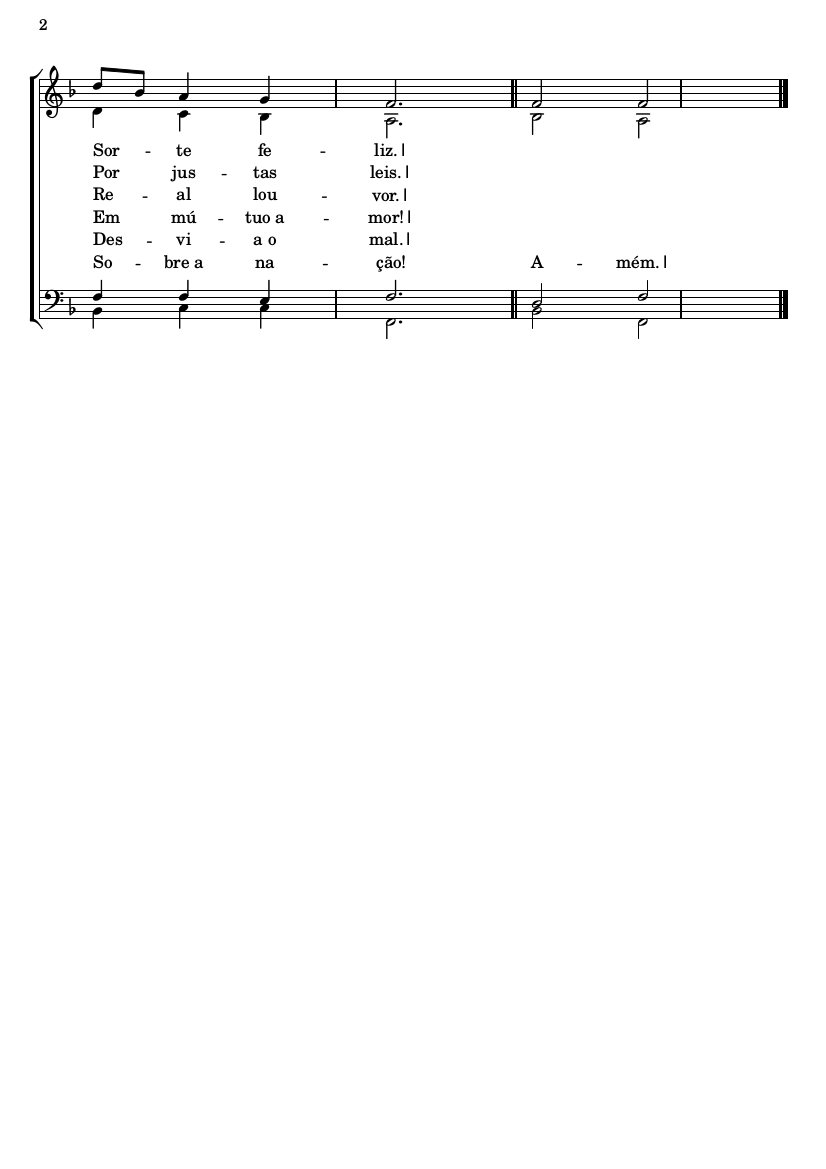 2
Sor -- te fe -- liz. |
Por jus -- tas leis. |
Re -- al lou -- vor. |
Em mú -- tuo a -- mor! |
Des -- vi -- a o mal. |
So -- bre a na -- ção! A -- mém. |